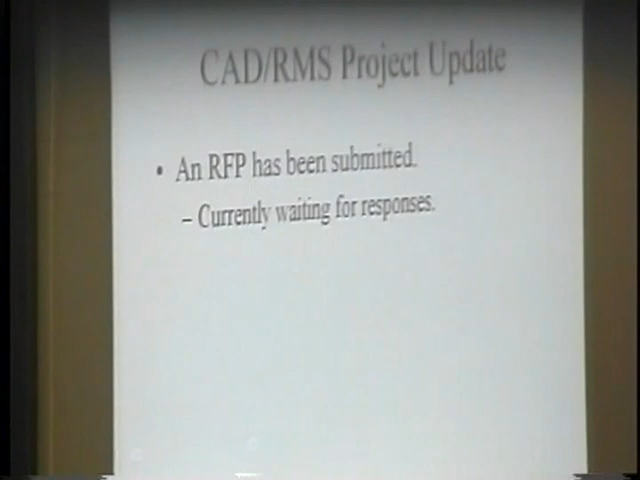 CAD/RMS Project Update
• An RFP has been submitted.
– Currently waiting for responses.